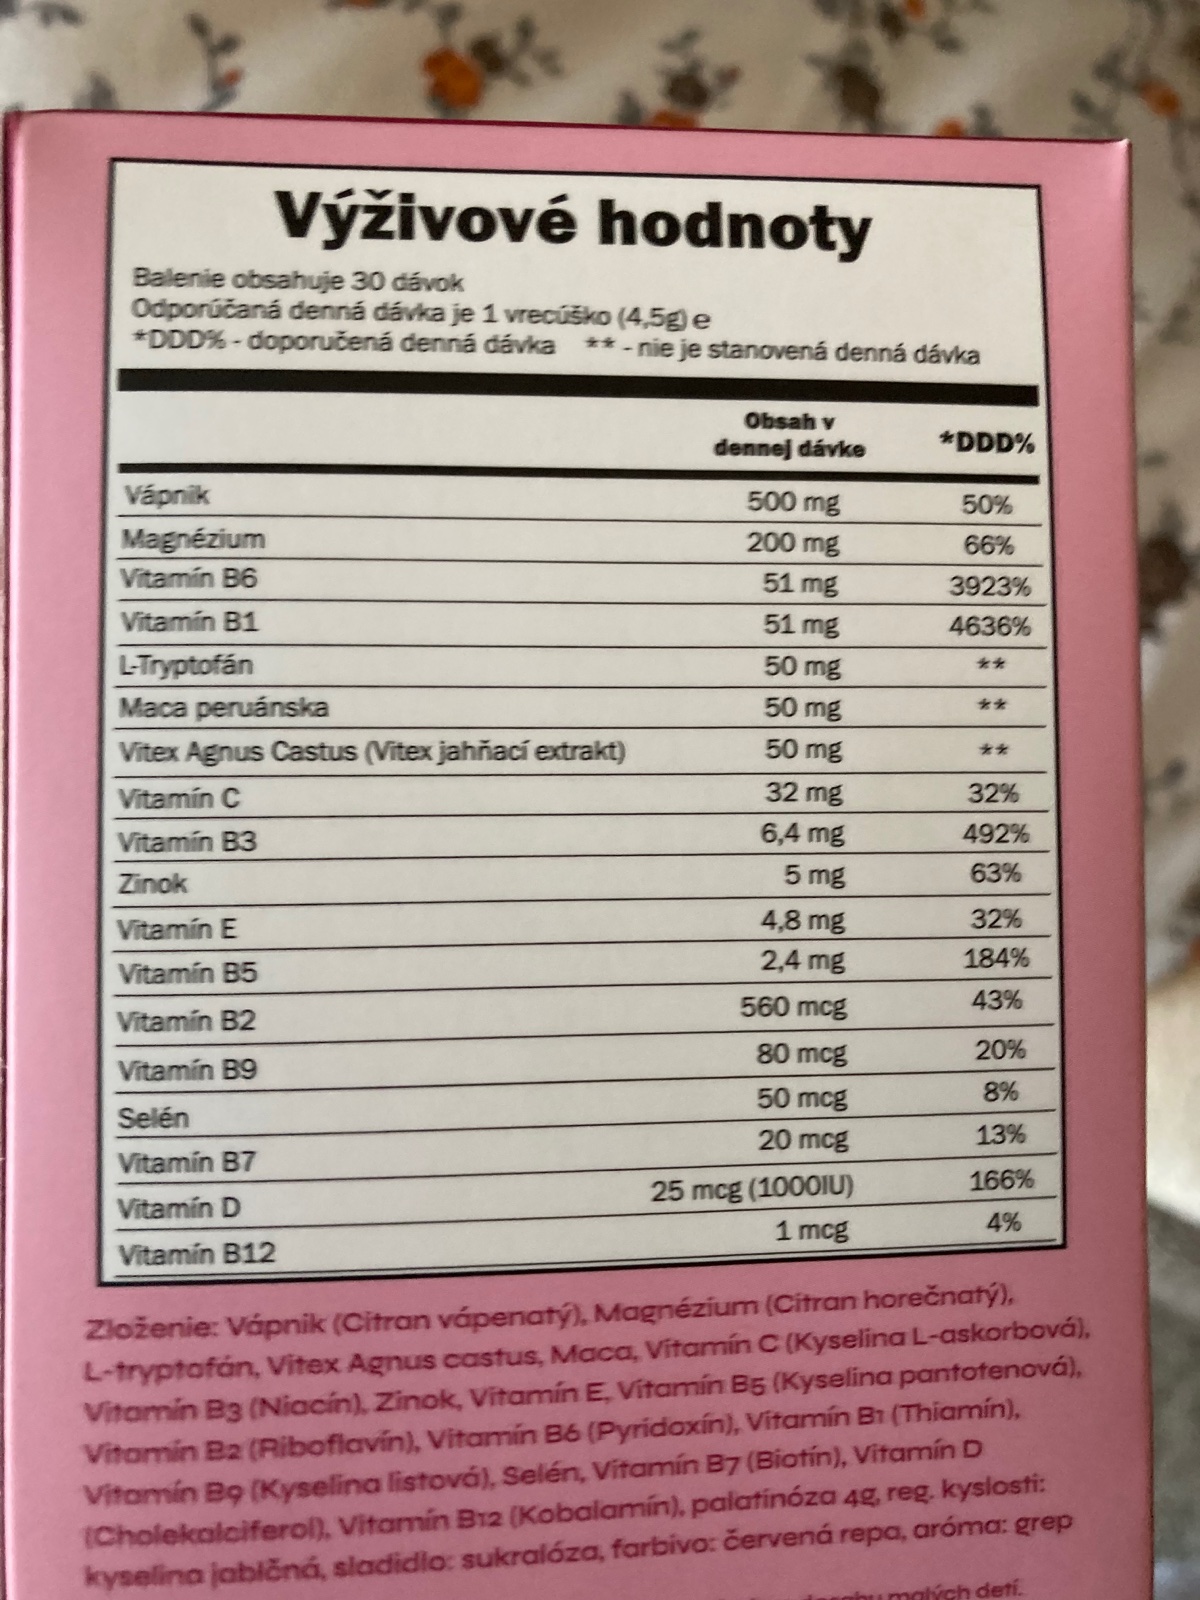 Výživové hodnoty
Balenie obsahuje 30 dávok
Odporúčaná denná dávka je 1 vrecúško (4,5g) e
*DDD% - doporučená denná dávka ** - nie je stanovená denná dávka
Obsah v
dennej dávke *DDD%
Vápnik 500 mg 50%
Magnézium 200 mg 66%
Vitamín B6 51 mg 3923%
Vitamín B1 51 mg 4636%
L-Tryptofán 50 mg **
Maca peruánska 50 mg **
Vitex Agnus Castus (Vitex jahňací extrakt) 50 mg **
Vitamín C 32 mg 32%
Vitamín B3 6,4 mg 492%
Zinok 5 mg 63%
Vitamín E 4,8 mg 32%
Vitamín B5 2,4 mg 184%
Vitamín B2 560 mcg 43%
Vitamín B9 80 mcg 20%
Selén 50 mcg 8%
Vitamín B7 20 mcg 13%
Vitamín D 25 mcg (1000IU) 166%
Vitamín B12 1 mcg 4%
Zloženie: Vápnik (Citran vápenatý), Magnézium (Citran horečnatý),
L-tryptofán, Vitex Agnus castus, Maca, Vitamín C (Kyselina L-askorbová),
Vitamín B3 (Niacín), Zinok, Vitamín E, Vitamín B5 (Kyselina pantotenová),
Vitamín B2 (Riboflavín), Vitamín B6 (Pyridoxín), Vitamín B1 (Thiamín),
Vitamín B9 (Kyselina listová), Selén, Vitamín B7 (Biotín), Vitamín D
(Cholekalciferol), Vitamín B12 (Kobalamín), palatinóza 4g, reg. kyslosti:
kyselina jablčná, sladidlo: sukralóza, farbivo: červená repa, aróma: grep
dosahu malých detí.